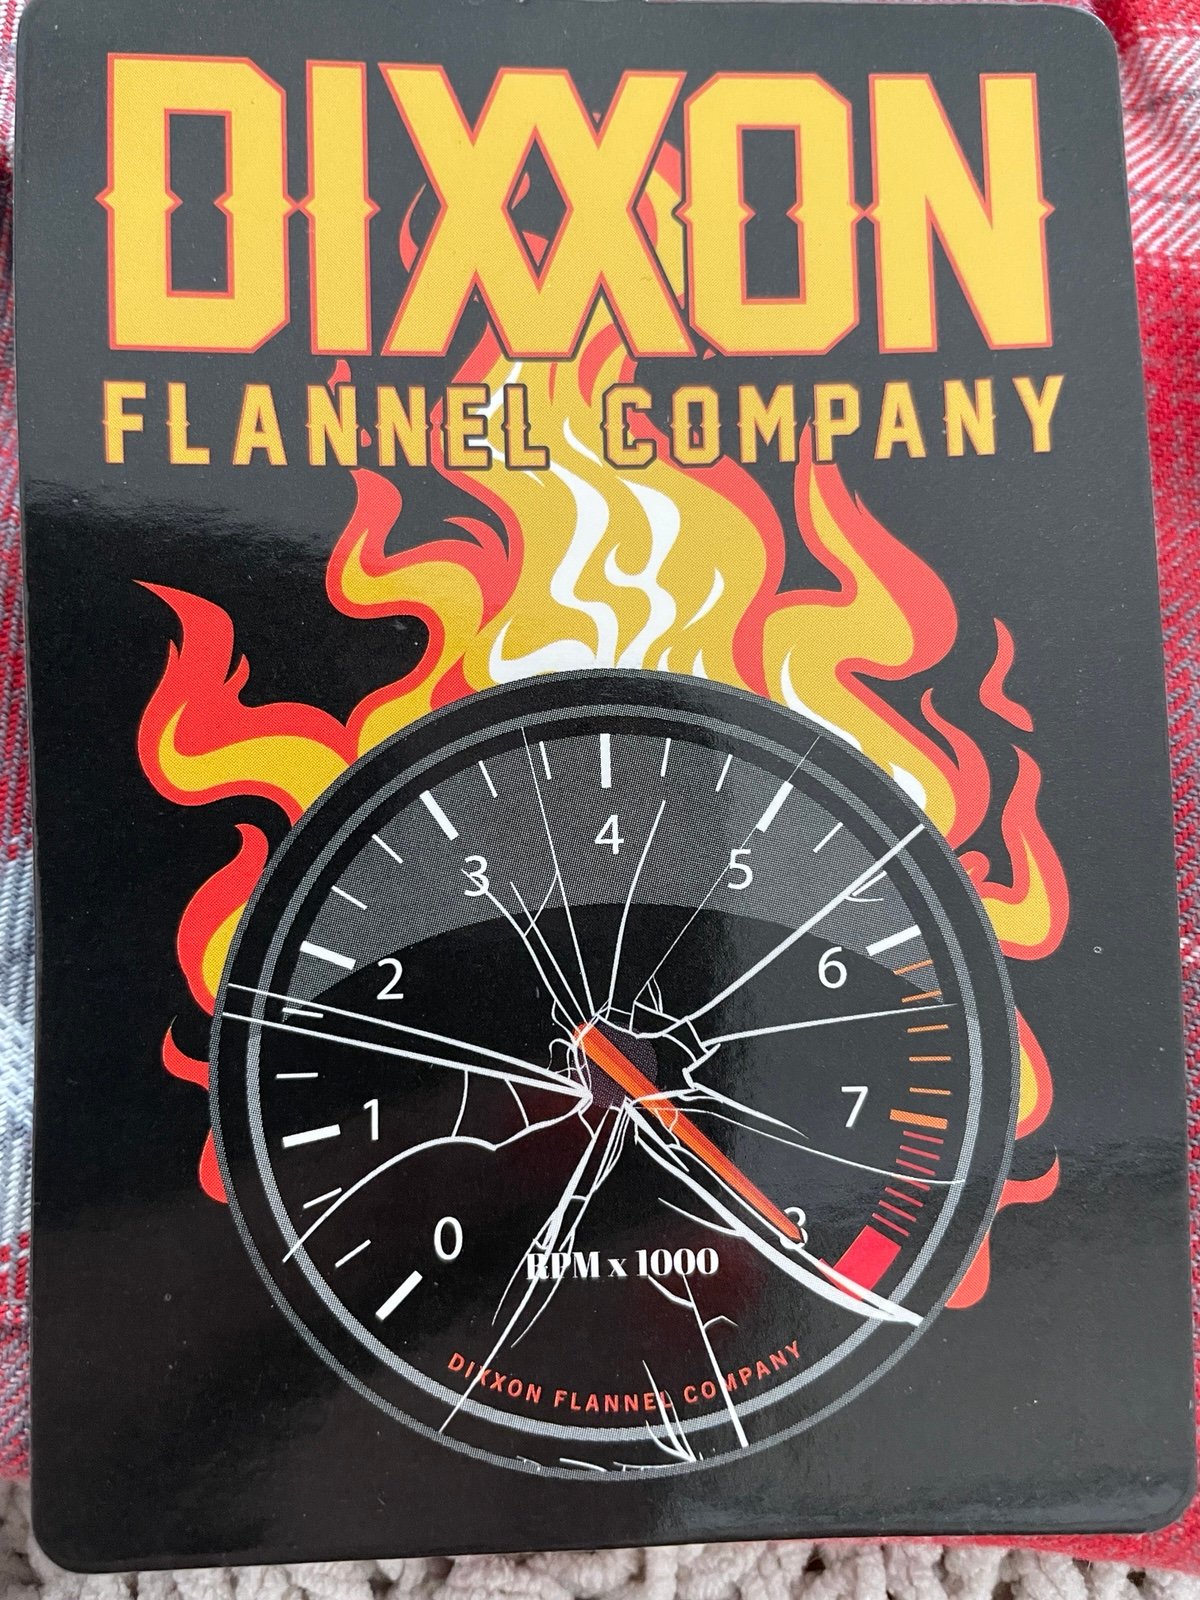 DIXXON
FLANNEL COMPANY
4
3
5
2
6
1
7
0
8
RPM x 1000
DIXXON FLANNEL COMPANY